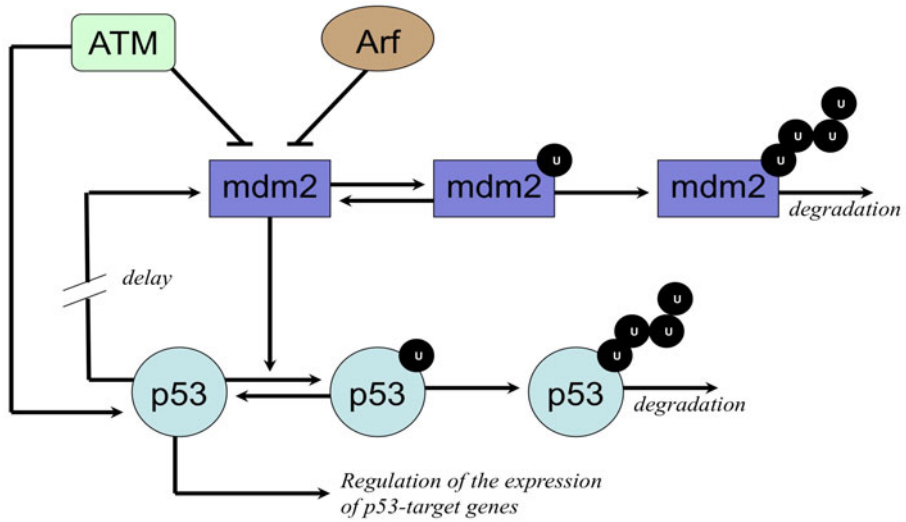 ATM
Arf
U
U
U
U
U
mdm2
mdm2
mdm2
degradation
delay
U
U
U
U
U
p53
p53
p53
degradation
Regulation of the expression
of p53-target genes